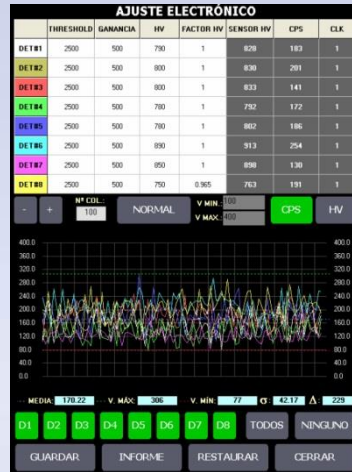 AJUSTE ELECTRÓNICO
THRESHOLD GANANCIA HV FACTOR HV SENSOR HV CPS CLK
DET#1 2500 500 790 1 828 183 1
DET#2 2500 500 800 1 830 201 1
DET#3 2500 500 800 1 833 141 1
DET#4 2500 500 780 1 792 172 1
DET#5 2500 500 780 1 802 186 1
DET#6 2500 500 890 1 913 254 1
DET#7 2500 500 850 1 898 130 1
DET#8 2500 500 750 0.965 763 191 1
- + Nº COL.: 100 NORMAL V MIN.: 100 CPS HV
V MAX.: 400
400.0 400.0
360.0 360.0
320.0 320.0
280.0 280.0
240.0 240.0
200.0 200.0
160.0 160.0
120.0 120.0
80.0 80.0
40.0 40.0
0.0 0.0
MEDIA: 170.22 V. MÁX: 306 V. MÍN: 77 σ: 42.17 Δ: 229
D1 D2 D3 D4 D5 D6 D7 D8 TODOS NINGUNO
GUARDAR INFORME RESTAURAR CERRAR